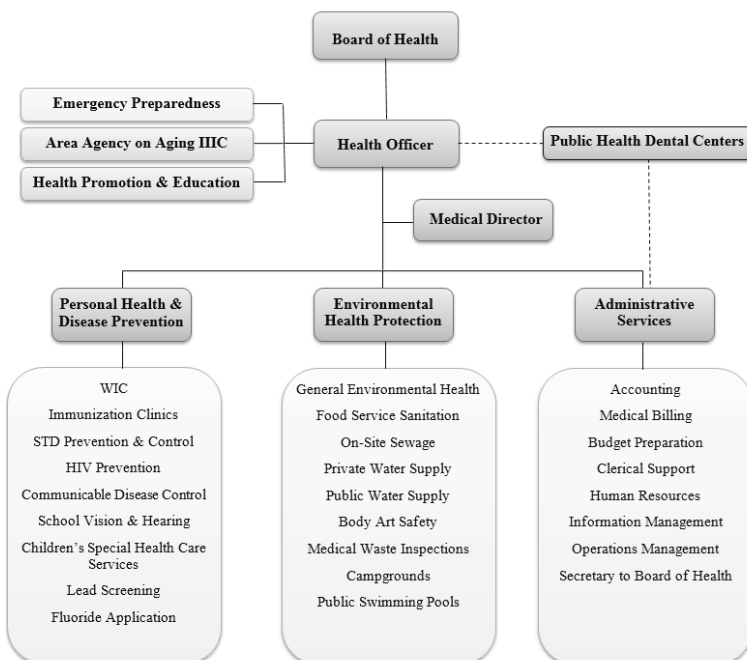 Board of Health
Emergency Preparedness
Area Agency on Aging IIIC
Health Promotion & Education
Health Officer
Public Health Dental Centers
Medical Director
Personal Health &
Disease Prevention
WIC
Immunization Clinics
STD Prevention & Control
HIV Prevention
Communicable Disease Control
School Vision & Hearing
Children’s Special Health Care
Services
Lead Screening
Fluoride Application
Environmental
Health Protection
General Environmental Health
Food Service Sanitation
On-Site Sewage
Private Water Supply
Public Water Supply
Body Art Safety
Medical Waste Inspections
Campgrounds
Public Swimming Pools
Administrative
Services
Accounting
Medical Billing
Budget Preparation
Clerical Support
Human Resources
Information Management
Operations Management
Secretary to Board of Health